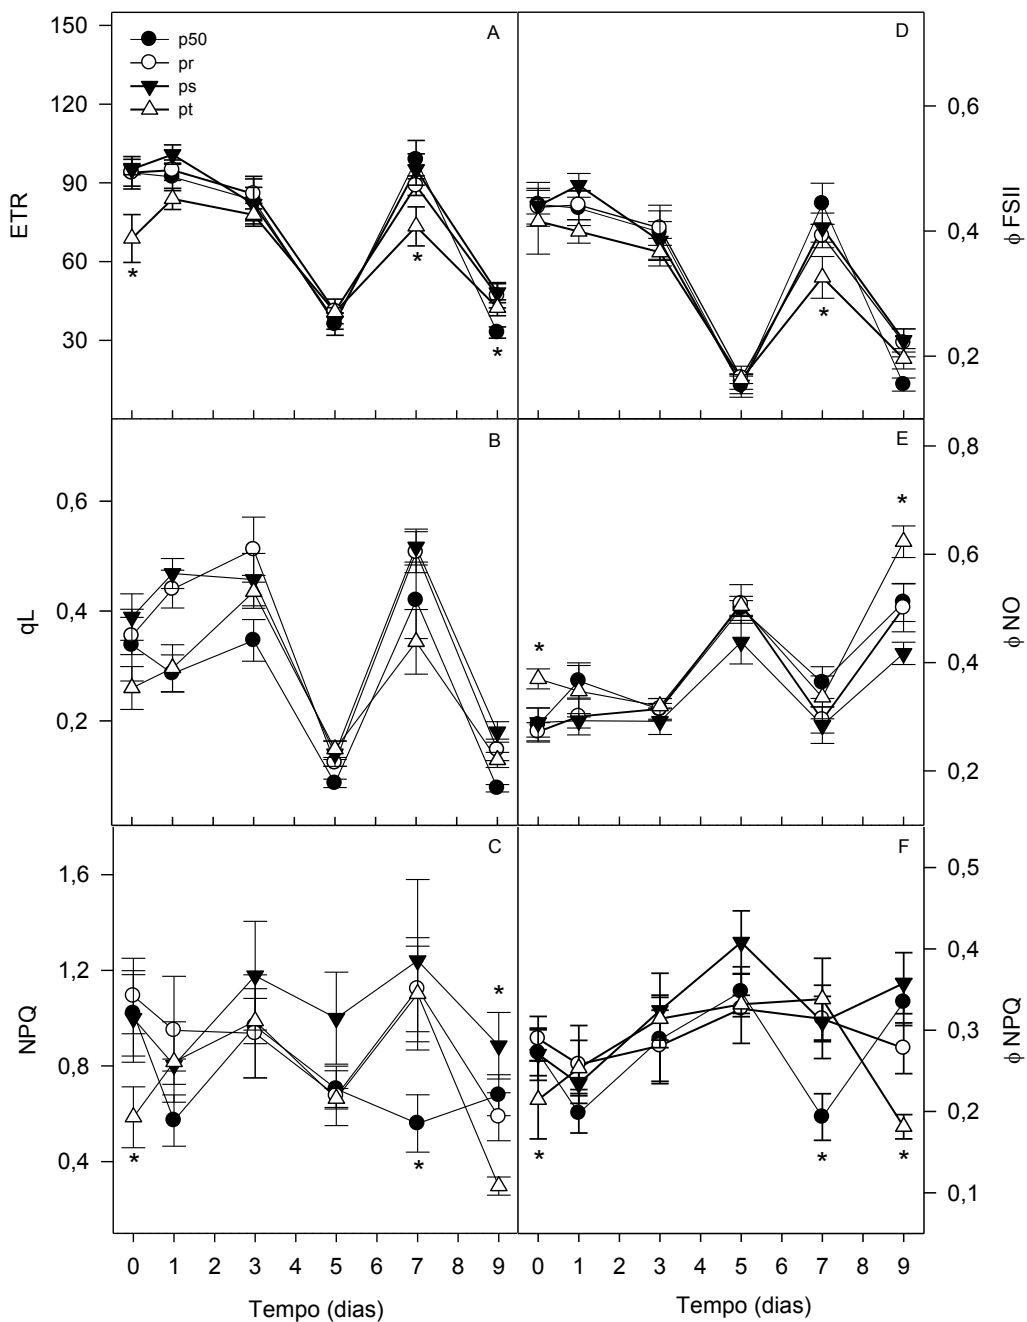 150
120
90
60
30
ETR
p50
pr
ps
pt
A
*
*
*
D
0,6
0,4
0,2
ϕ FSII
*
B
0,6
0,4
0,2
qL
E
0,8
0,6
0,4
0,2
ϕ NO
*
*
C
1,6
1,2
0,8
0,4
NPQ
*
*
*
F
0,5
0,4
0,3
0,2
0,1
ϕ NPQ
*
*
*
0 1 2 3 4 5 6 7 8 9
Tempo (dias)
0 1 2 3 4 5 6 7 8 9
Tempo (dias)